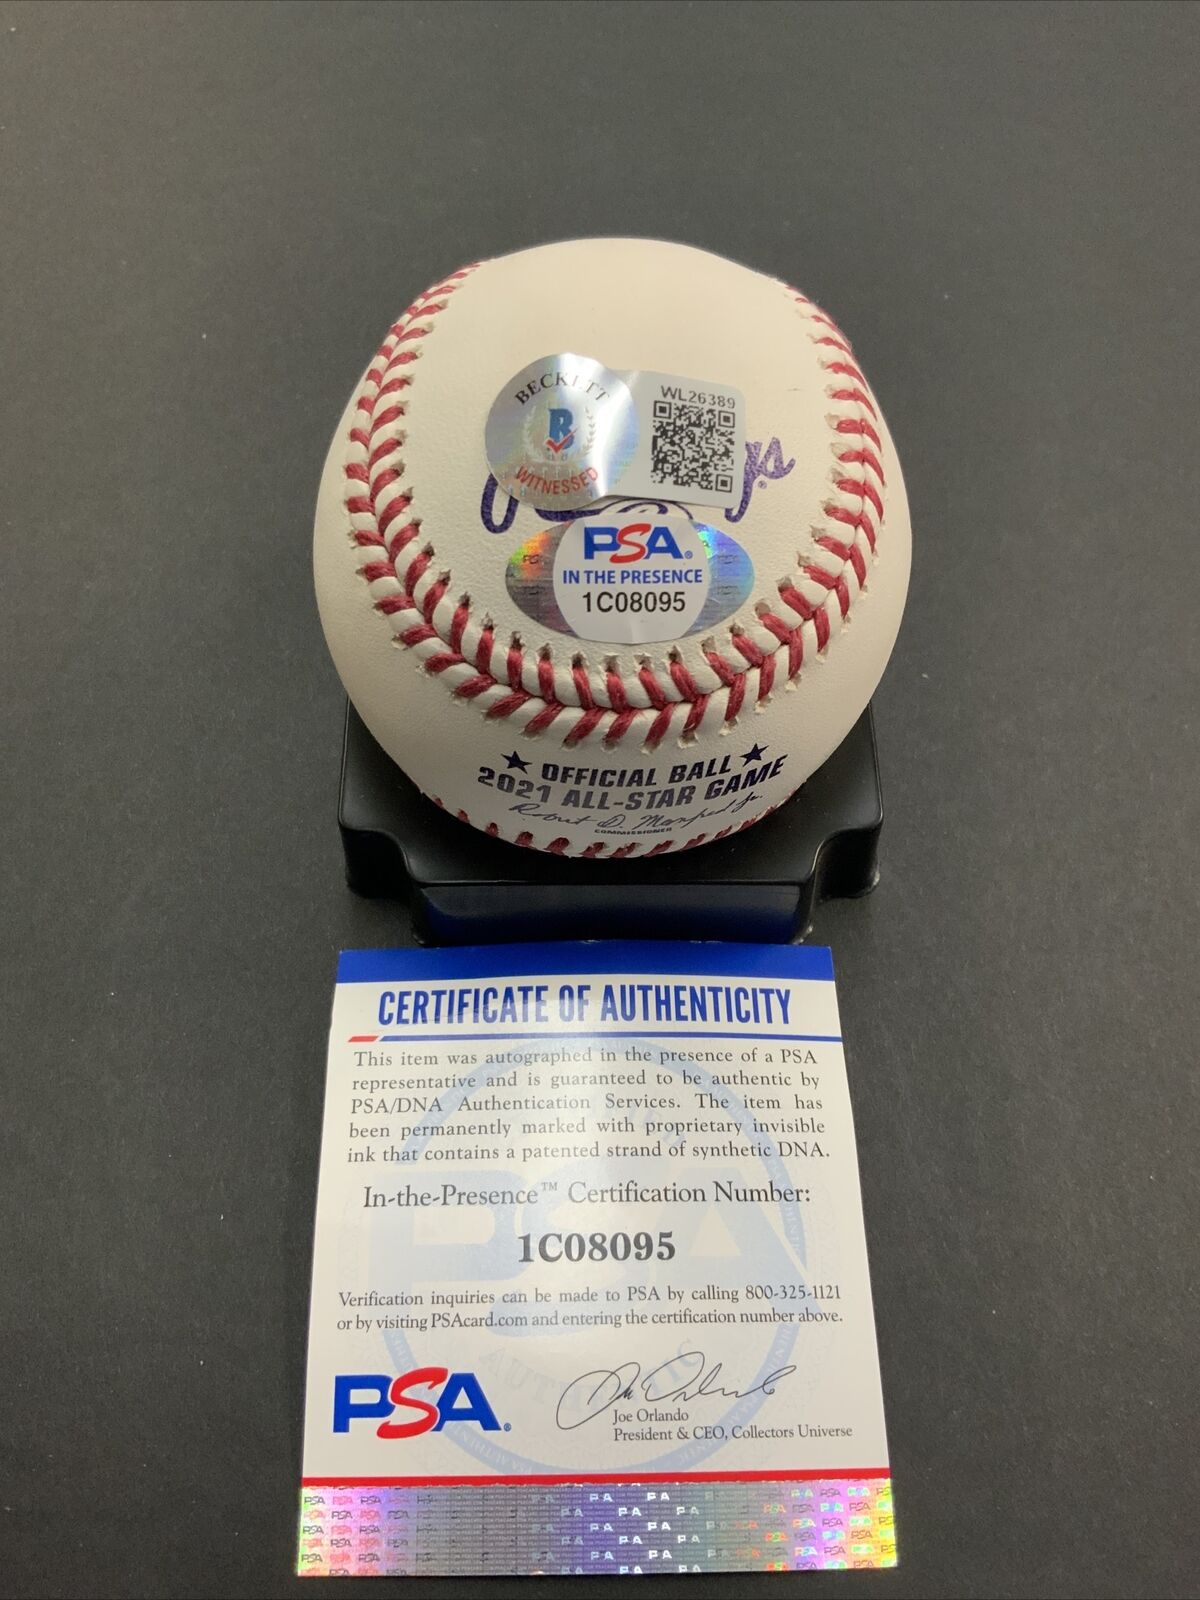 BECKETT
B
WITNESSED
WL26389
gs
PSA
IN THE PRESENCE
1C08095
★ OFFICIAL BALL ★
2021 ALL-STAR GAME
Robert D. Manfred Jr.
COMMISSIONER
CERTIFICATE OF AUTHENTICITY
This item was autographed in the presence of a PSA
representative and is guaranteed to be authentic by
PSA/DNA Authentication Services. The item has
been permanently marked with proprietary invisible
ink that contains a patented strand of synthetic DNA.
In-the-Presence™ Certification Number:
1C08095
Verification inquiries can be made to PSA by calling 800-325-1121
or by visiting PSAcard.com and entering the certification number above.
PSA
Joe Orlando
President & CEO, Collectors Universe